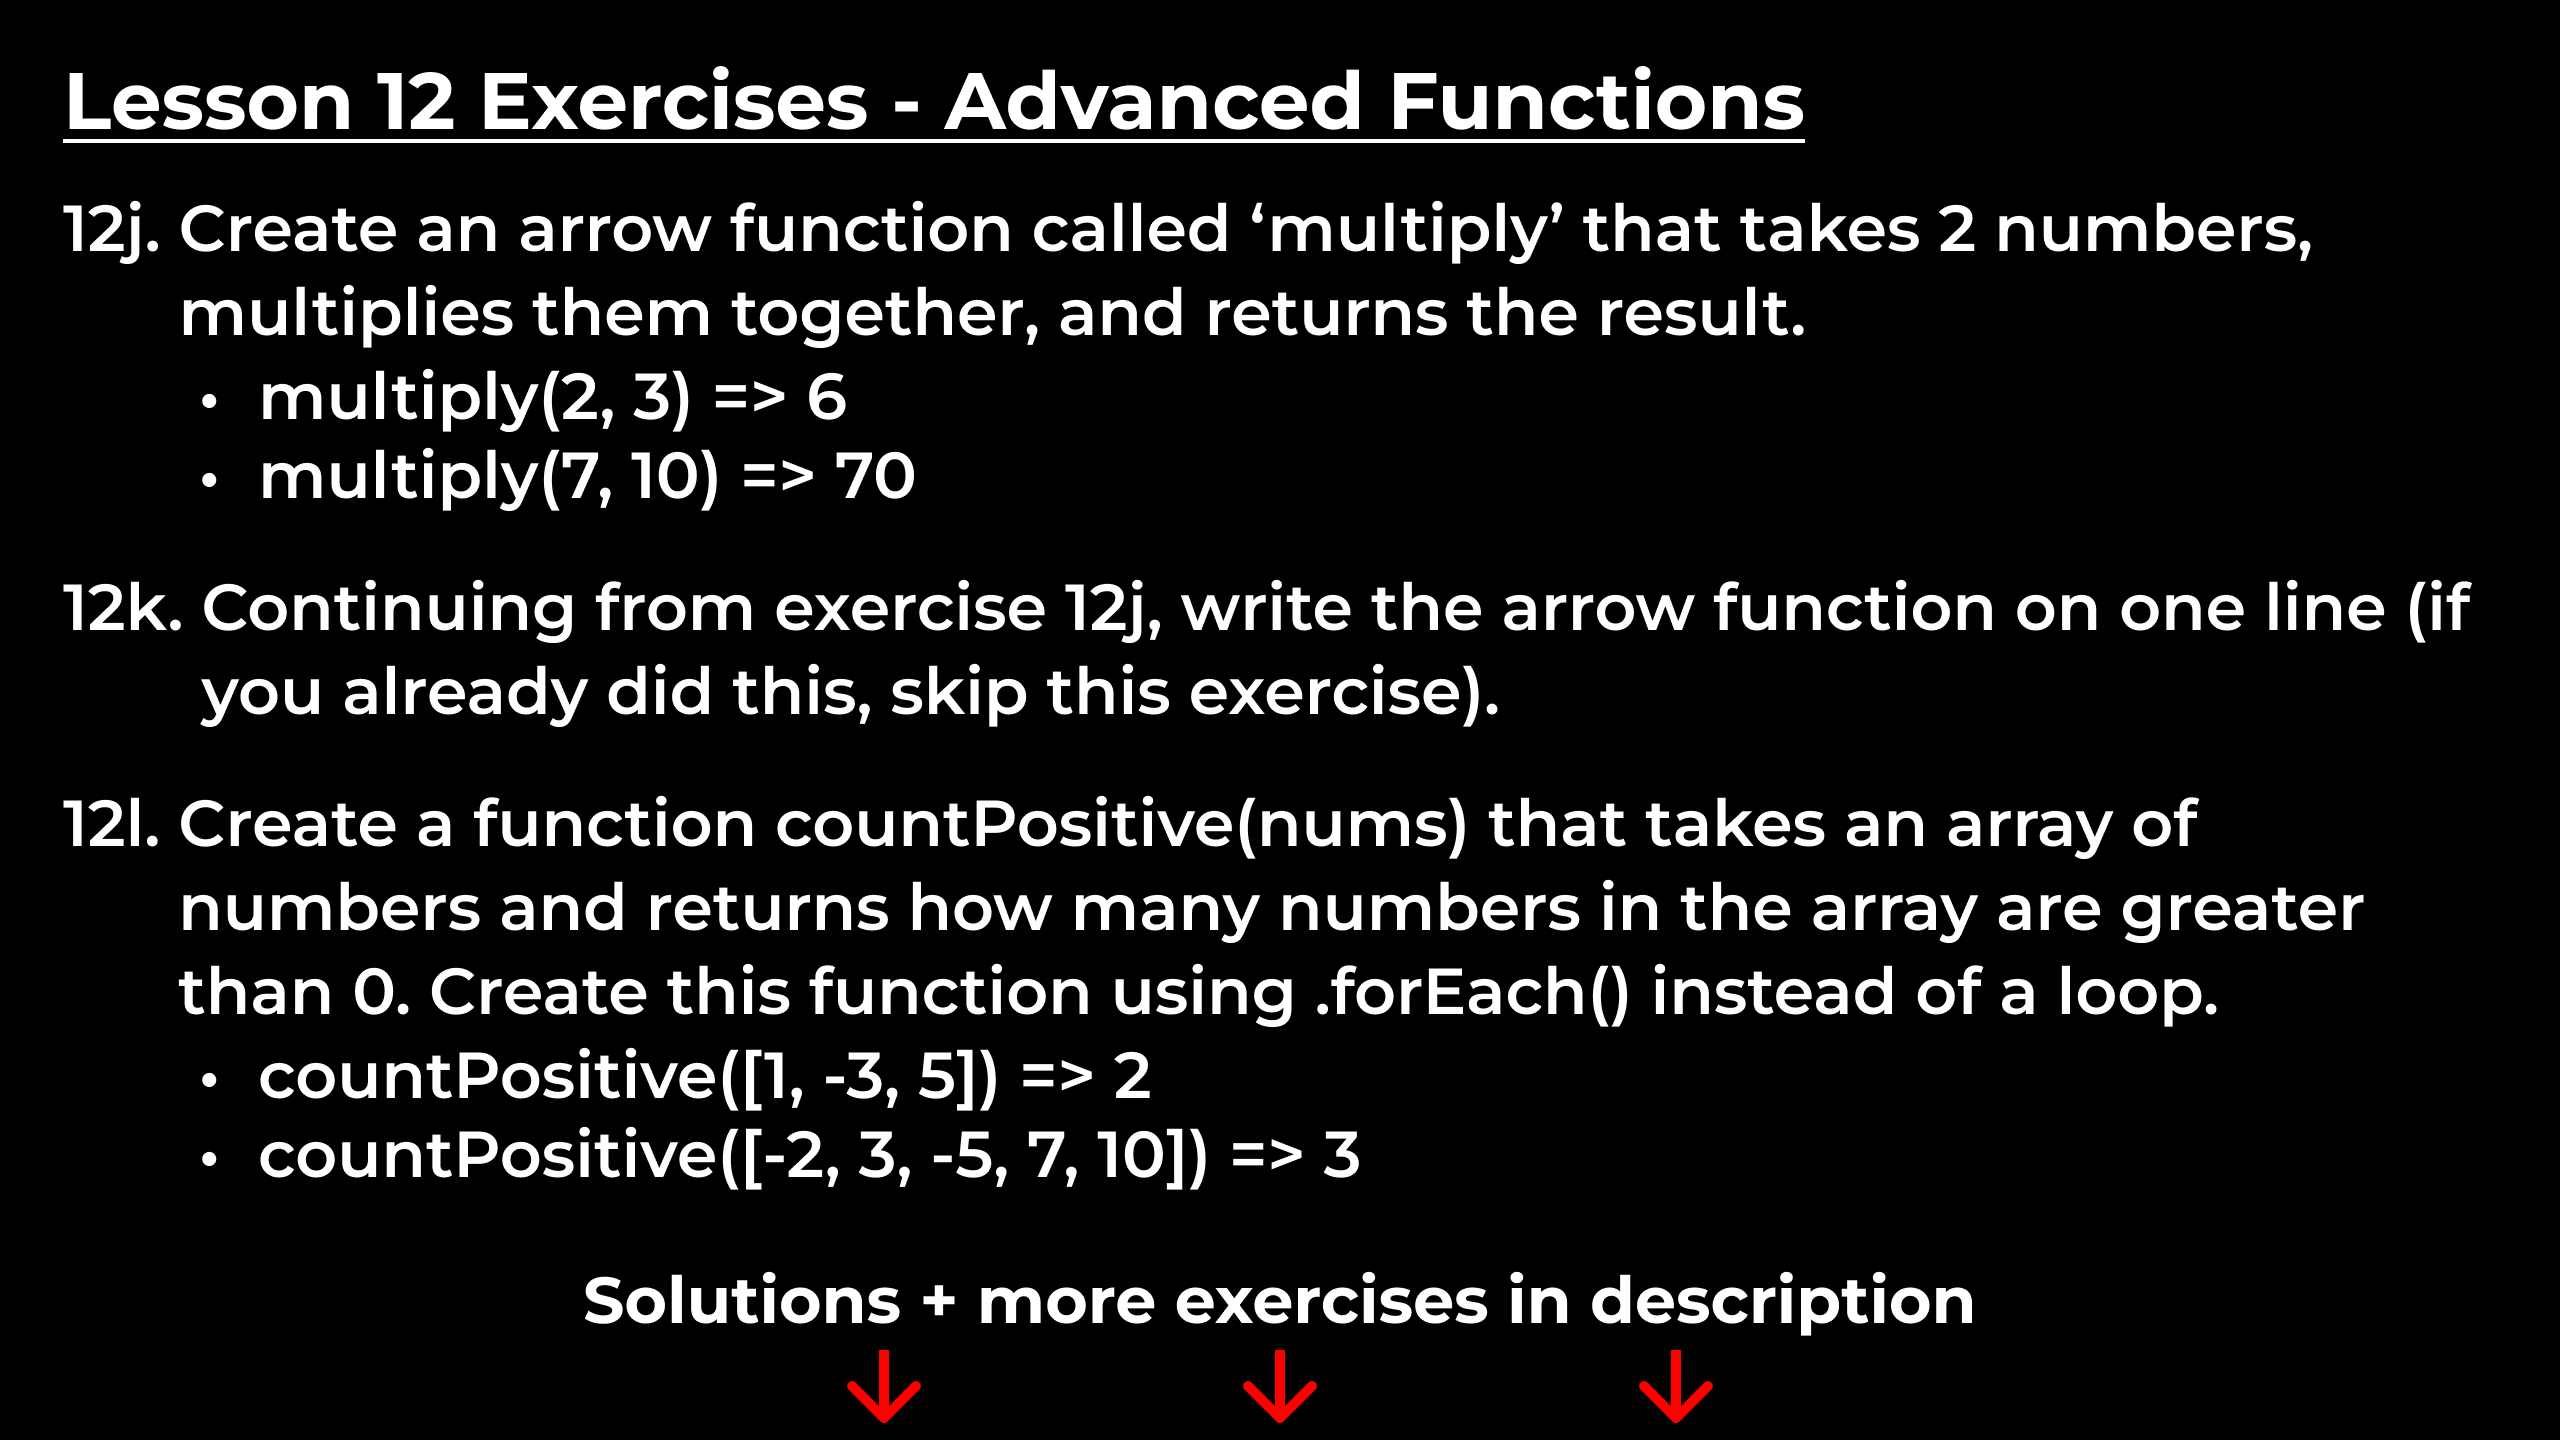 Lesson 12 Exercises - Advanced Functions
12j. Create an arrow function called ‘multiply’ that takes 2 numbers,
multiplies them together, and returns the result.
• multiply(2, 3) => 6
• multiply(7, 10) => 70
12k. Continuing from exercise 12j, write the arrow function on one line (if
you already did this, skip this exercise).
12l. Create a function countPositive(nums) that takes an array of
numbers and returns how many numbers in the array are greater
than 0. Create this function using .forEach() instead of a loop.
• countPositive([1, -3, 5]) => 2
• countPositive([-2, 3, -5, 7, 10]) => 3
Solutions + more exercises in description